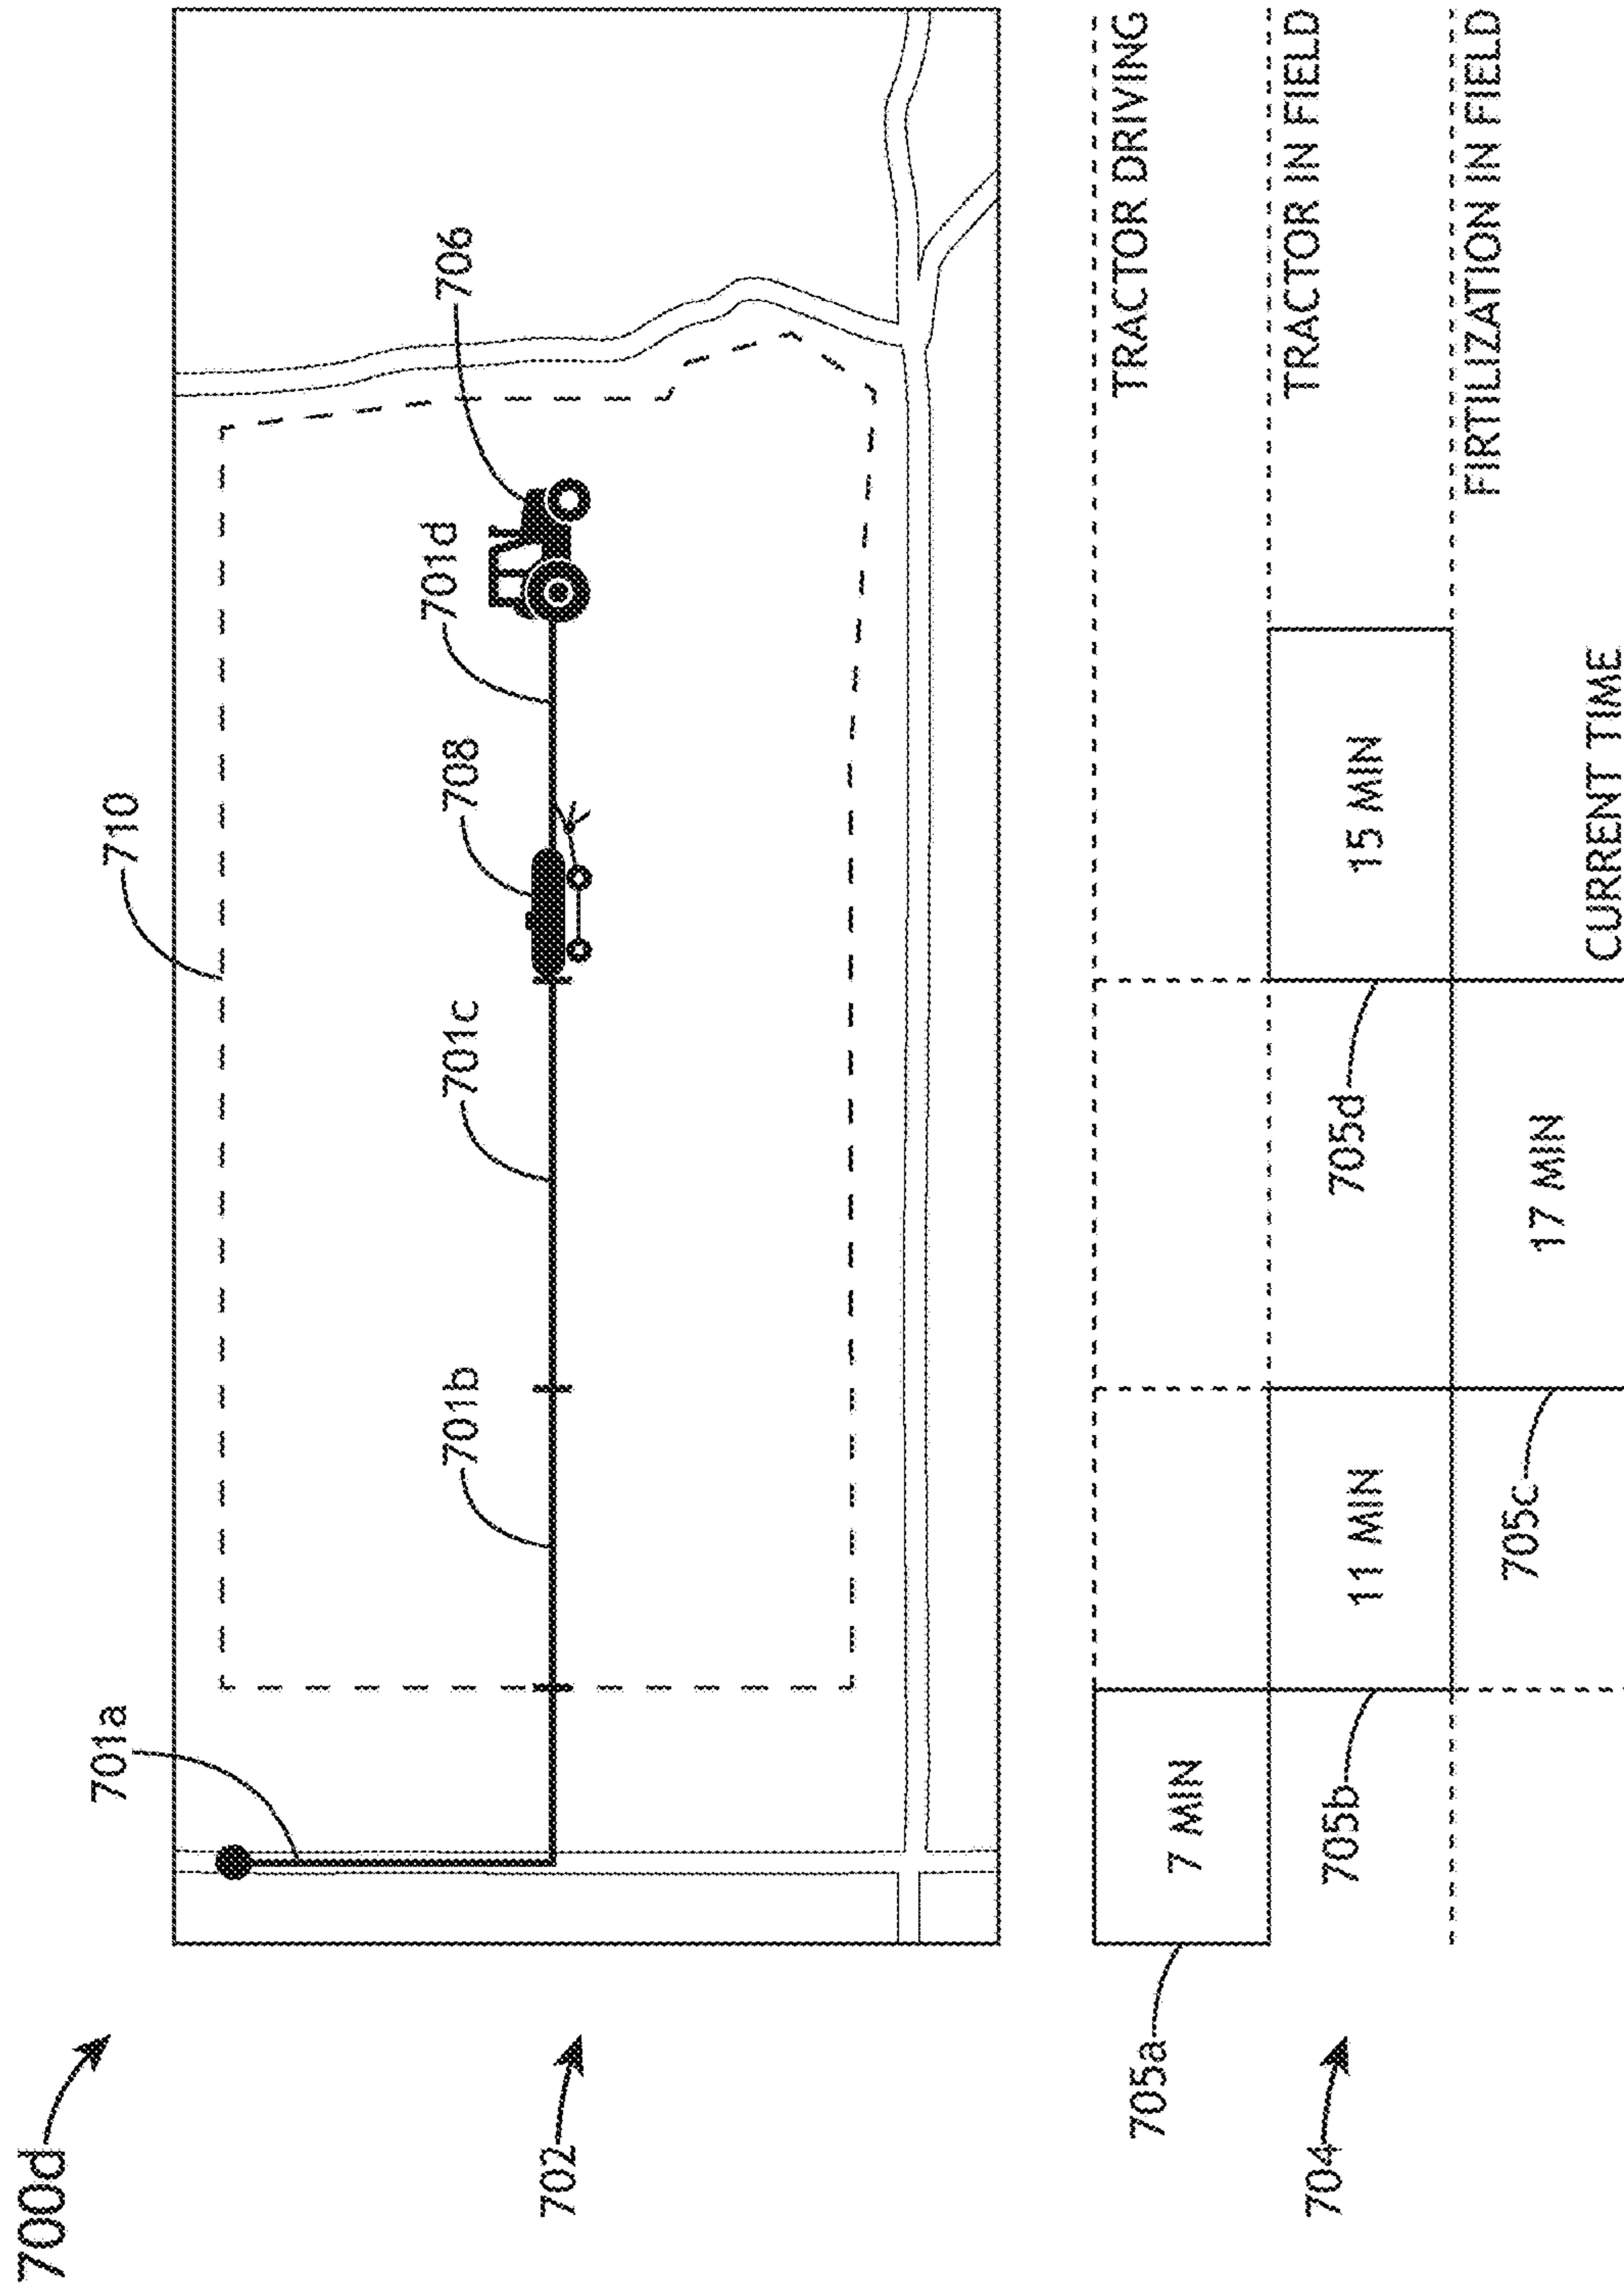 700d
702
704
710
701a
701b
701c
708
701d
706
705a
7 MIN
TRACTOR DRIVING
705b
11 MIN
705d
15 MIN
TRACTOR IN FIELD
705c
17 MIN
FIRTILIZATION IN FIELD
CURRENT TIME